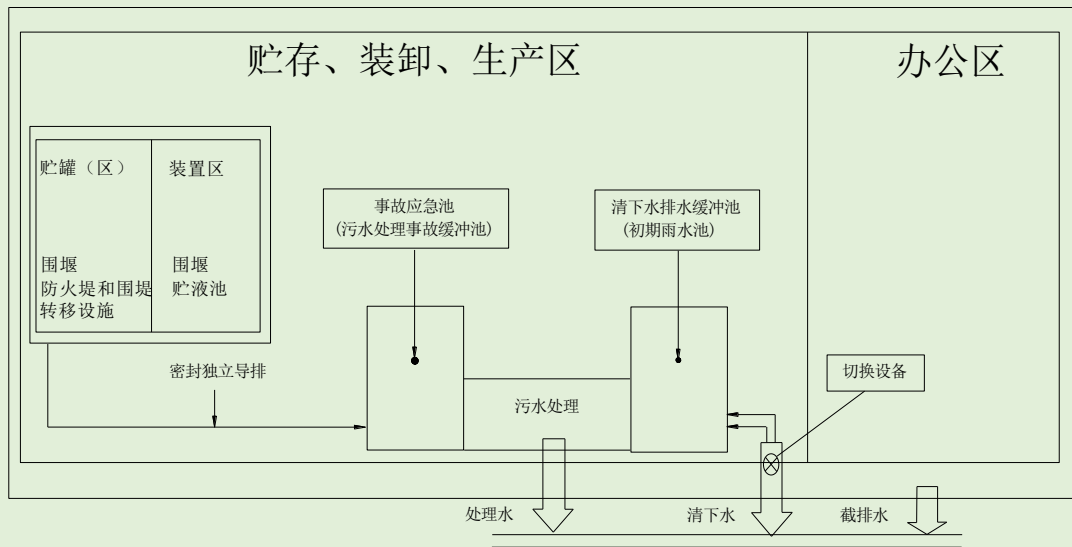 贮存、装卸、生产区
办公区
贮罐（区）
装置区
事故应急池
(污水处理事故缓冲池)
清下水排水缓冲池
(初期雨水池)
围堰
防火堤和围堤
转移设施
围堰
贮液池
密封独立导排
切换设备
污水处理
处理水
清下水
截排水